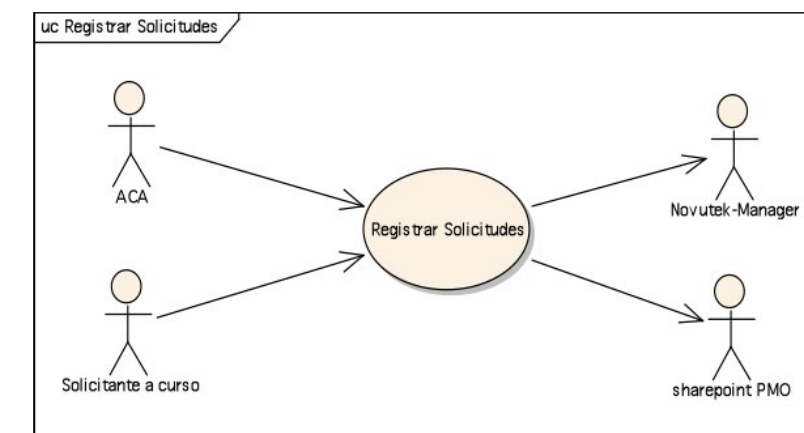 uc Registrar Solicitudes
ACA
Novutek-Manager
Registrar Solicitudes
Solicitante a curso
sharepoint PMO